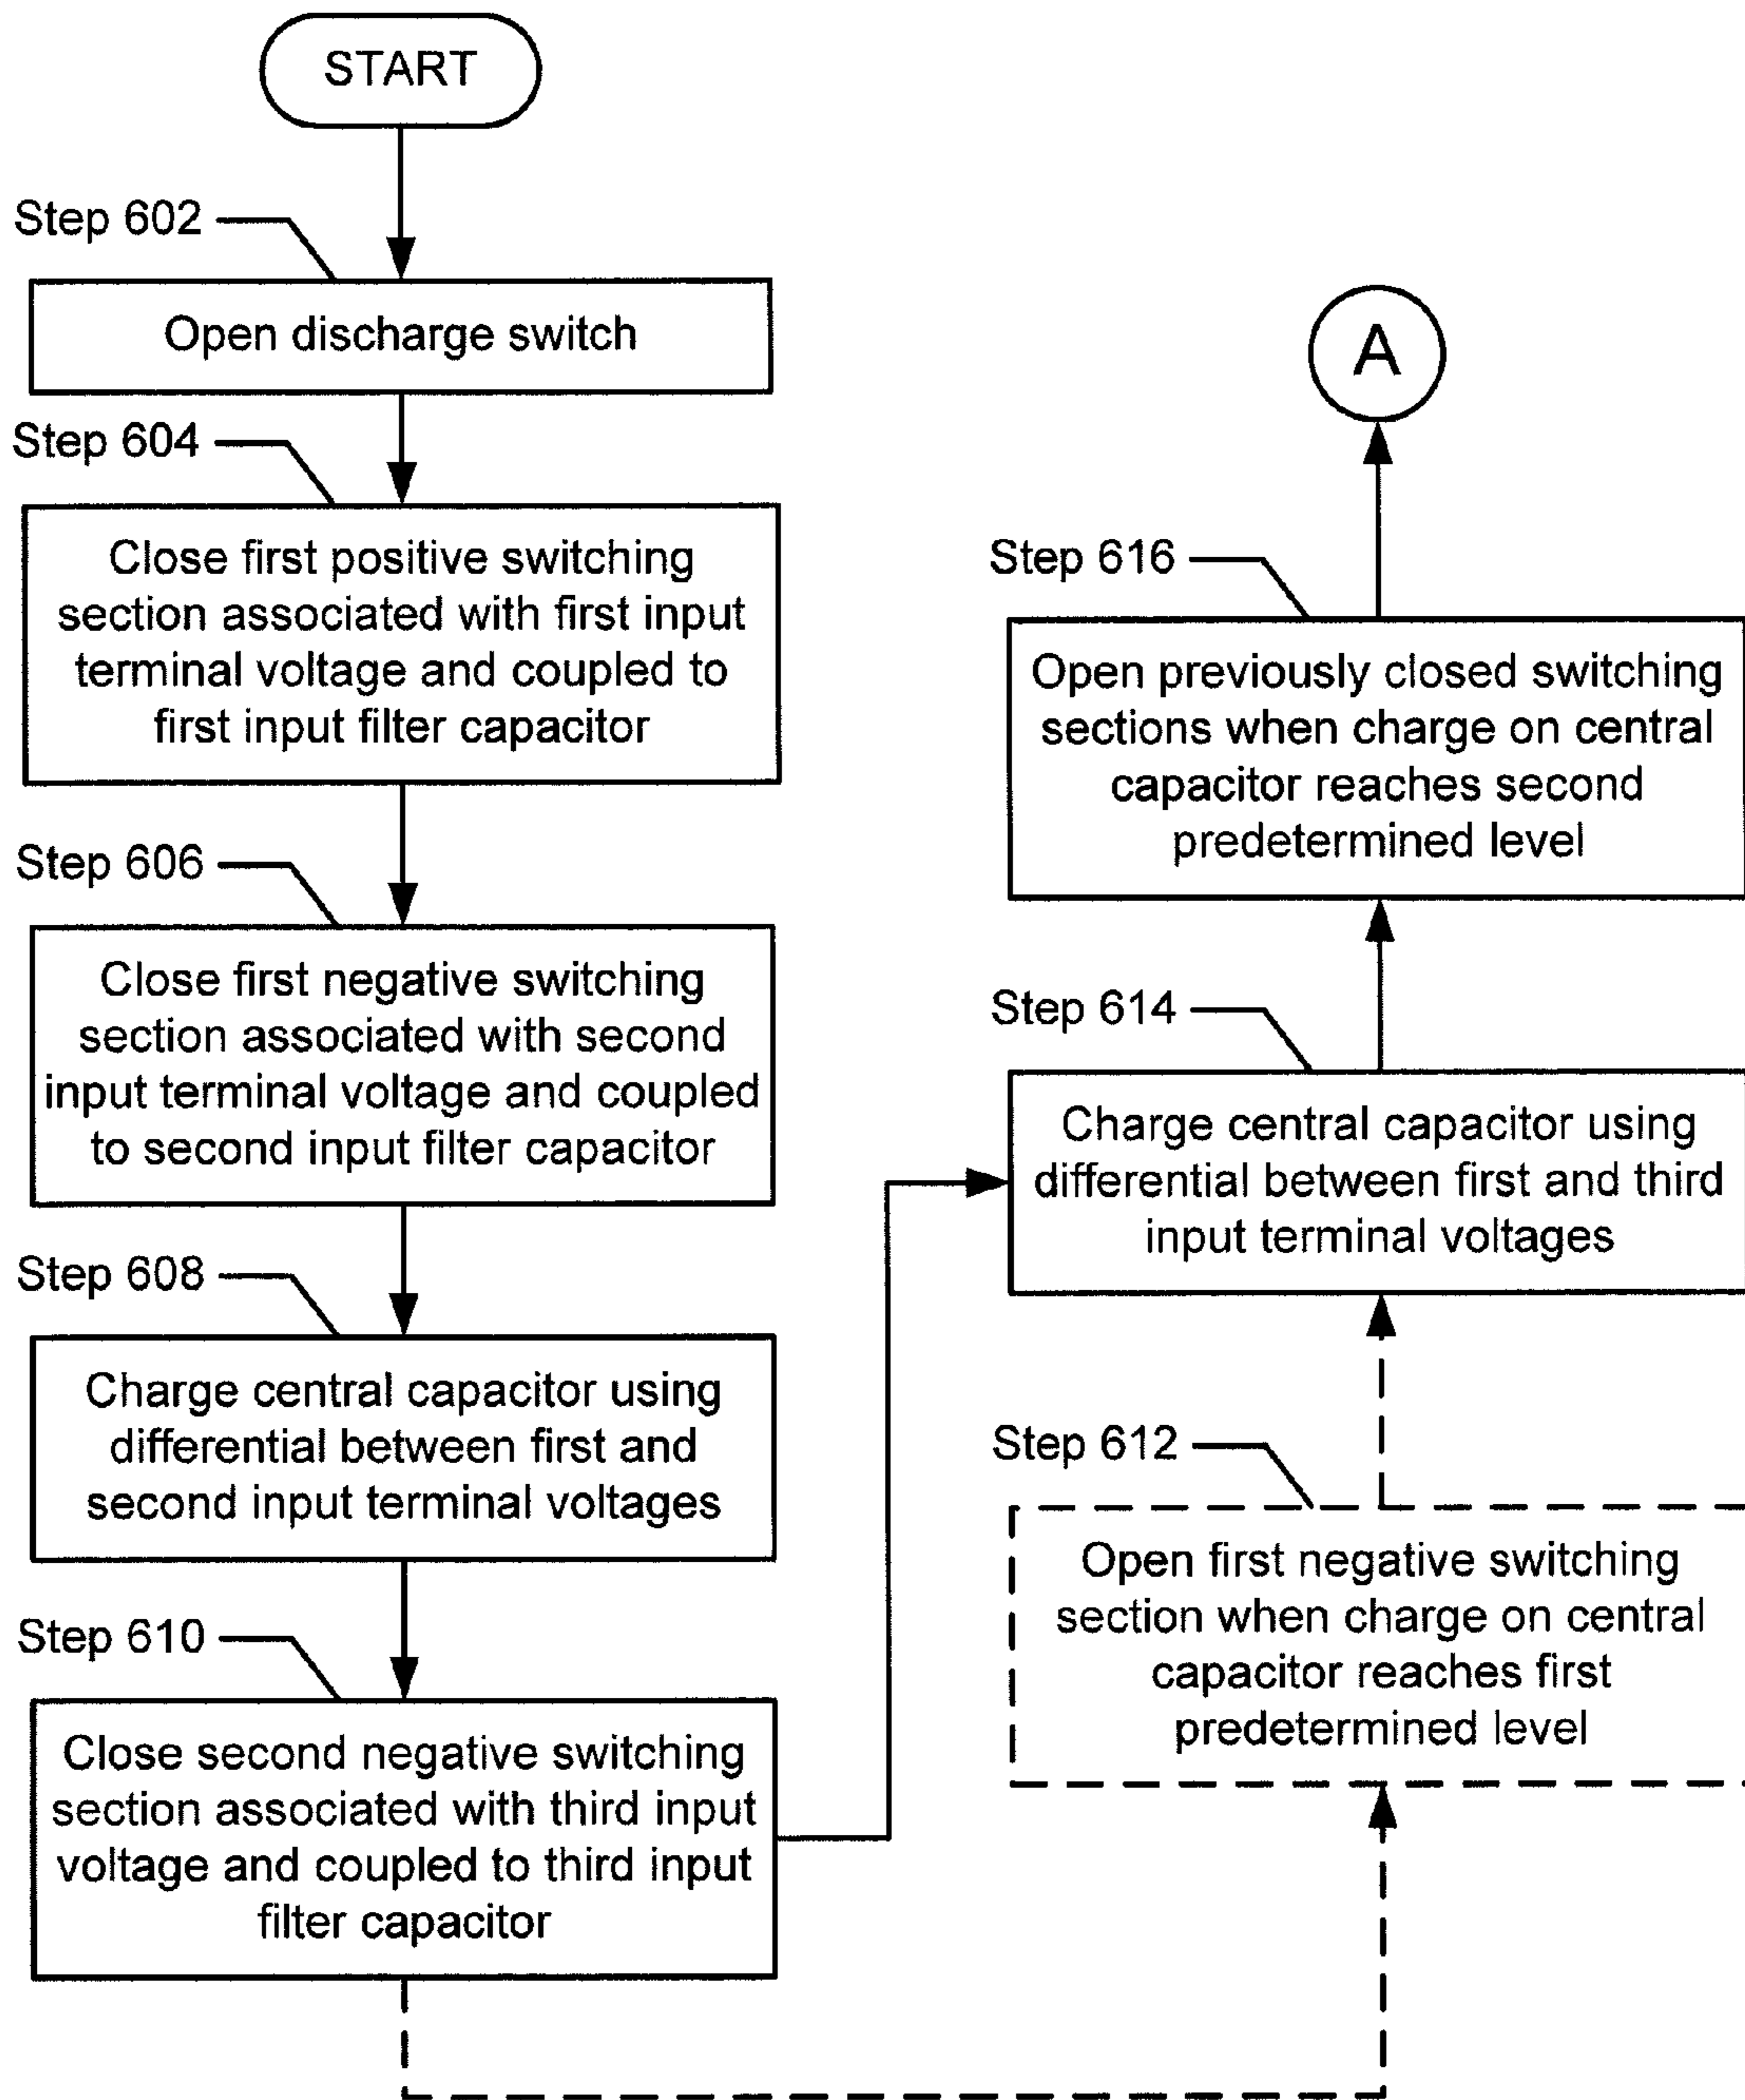 START
Step 602
Open discharge switch
Step 604
Close first positive switching
section associated with first input
terminal voltage and coupled to
first input filter capacitor
Step 606
Close first negative switching
section associated with second
input terminal voltage and coupled
to second input filter capacitor
Step 608
Charge central capacitor using
differential between first and
second input terminal voltages
Step 610
Close second negative switching
section associated with third input
voltage and coupled to third input
filter capacitor
Step 612
Open first negative switching
section when charge on central
capacitor reaches first
predetermined level
Step 614
Charge central capacitor using
differential between first and third
input terminal voltages
Step 616
Open previously closed switching
sections when charge on central
capacitor reaches second
predetermined level
A